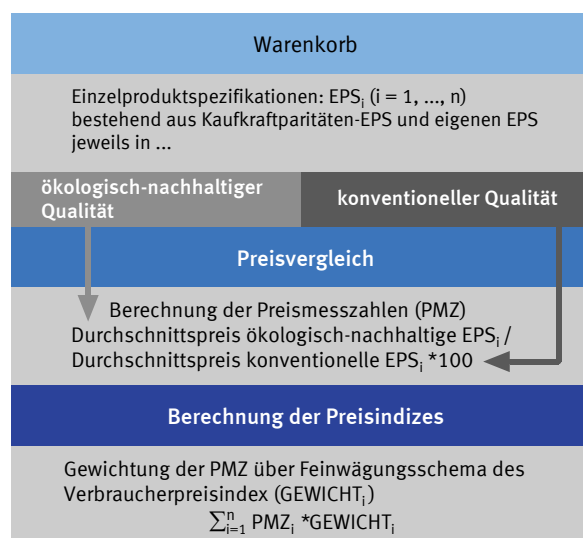 Warenkorb
Einzelproduktspezifikationen: EPSᵢ (i = 1, ..., n)
bestehend aus Kaufkraftparitäten-EPS und eigenen EPS
jeweils in ...
ökologisch-nachhaltiger
Qualität
konventioneller Qualität
Preisvergleich
Berechnung der Preismesszahlen (PMZ)
Durchschnittspreis ökologisch-nachhaltige EPSᵢ /
Durchschnittspreis konventionelle EPSᵢ *100
Berechnung der Preisindizes
Gewichtung der PMZ über Feinwägungsschema des
Verbraucherpreisindex (GEWICHTᵢ)
∑ⁿᵢ₌₁ PMZᵢ *GEWICHTᵢ